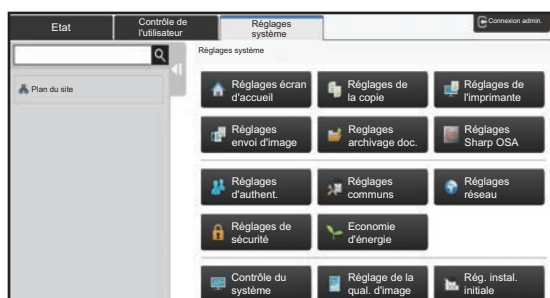 Etat
Contrôle de
l'utilisateur
Réglages
système
Connexion admin.
Réglages système
Plan du site
Réglages écran
d'accueil
Réglages de
la copie
Réglages de
l'imprimante
Réglages
envoi d'image
Reglages
archivage doc.
Réglages
Sharp OSA
Réglages
d'authent.
Réglages
communs
Réglages
réseau
Réglages de
sécurité
Economie
d'énergie
Contrôle du
système
Réglage de la
qual. d'image
Rég. instal.
initiale